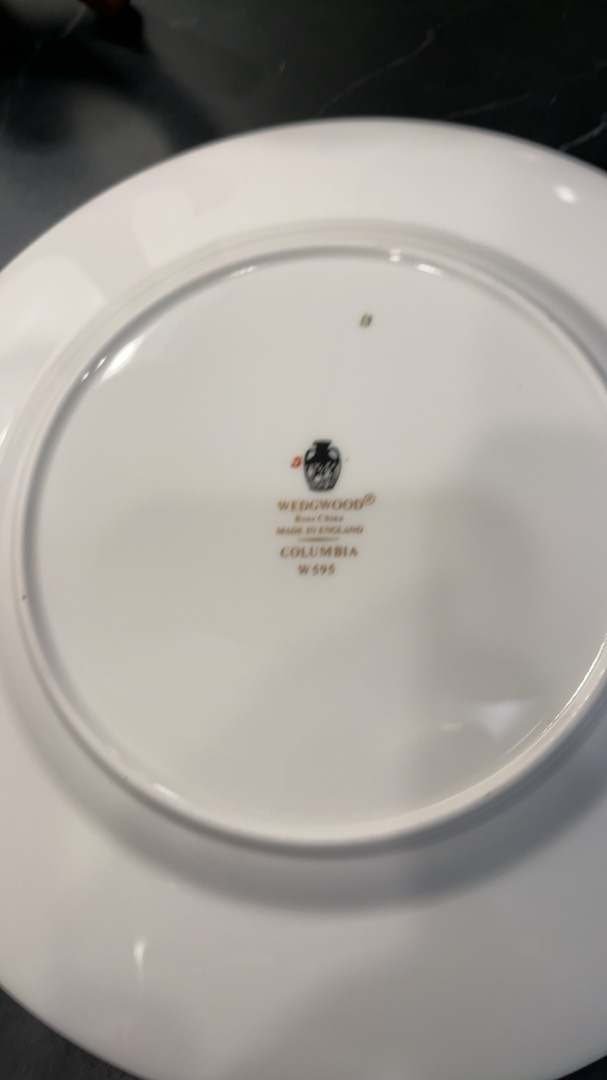 WEDGWOOD®
Bone China
MADE IN ENGLAND
COLUMBIA
W595